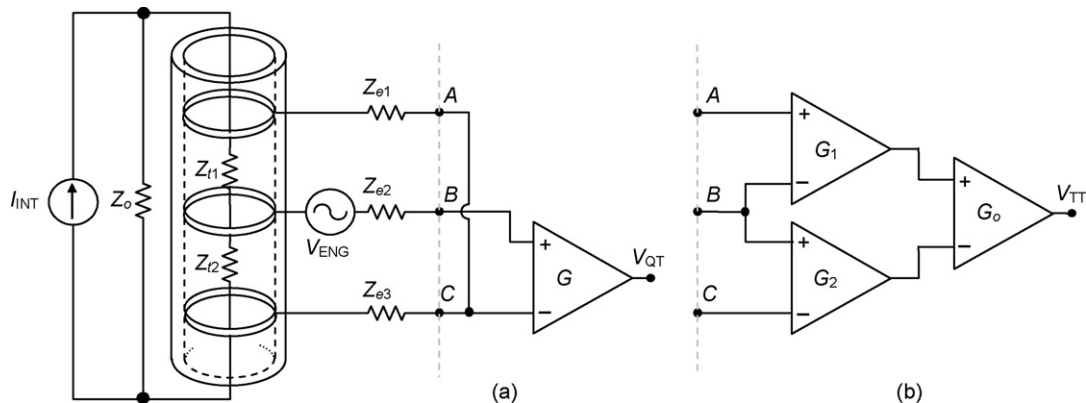 A
Z_e1
A
G_1
Z_t1
I_INT
Z_o
B
Z_e2
B
G_o
V_TT
V_ENG
V_QT
G
G_2
Z_t2
C
Z_e3
C
+
−
+
−
+
−
+
−
(a)
(b)